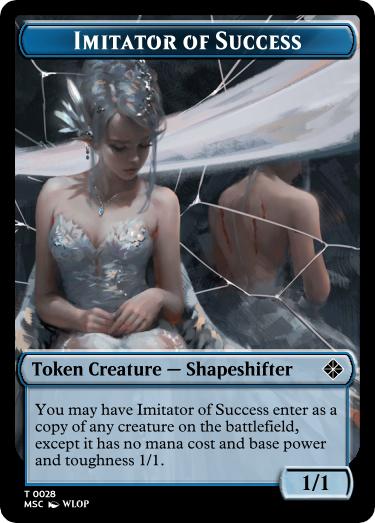 Imitator of Success
Token Creature — Shapeshifter
You may have Imitator of Success enter as a
copy of any creature on the battlefield,
except it has no mana cost and base power
and toughness 1/1.
1/1
T 0028
MSC WLOP